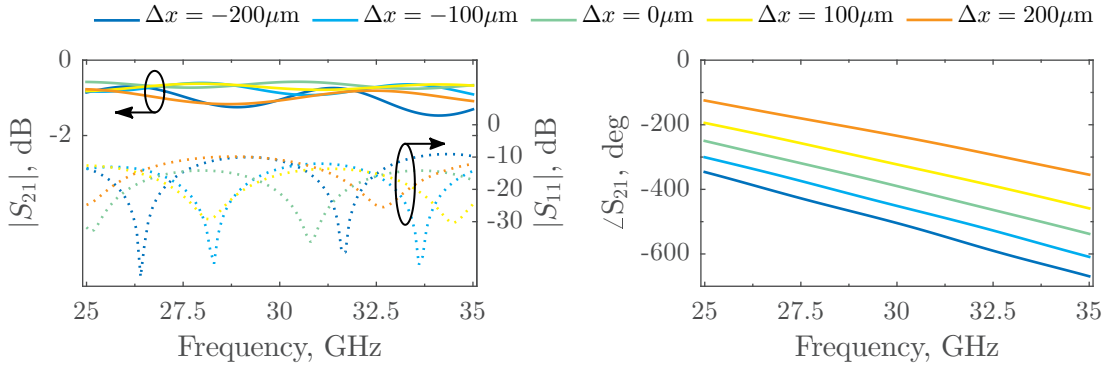 Δx = −200μm Δx = −100μm Δx = 0μm Δx = 100μm Δx = 200μm
0
-2
|S21|, dB
0
-10
-20
-30
|S11|, dB
25 27.5 30 32.5 35
Frequency, GHz
0
-200
-400
-600
∠S21, deg
25 27.5 30 32.5 35
Frequency, GHz